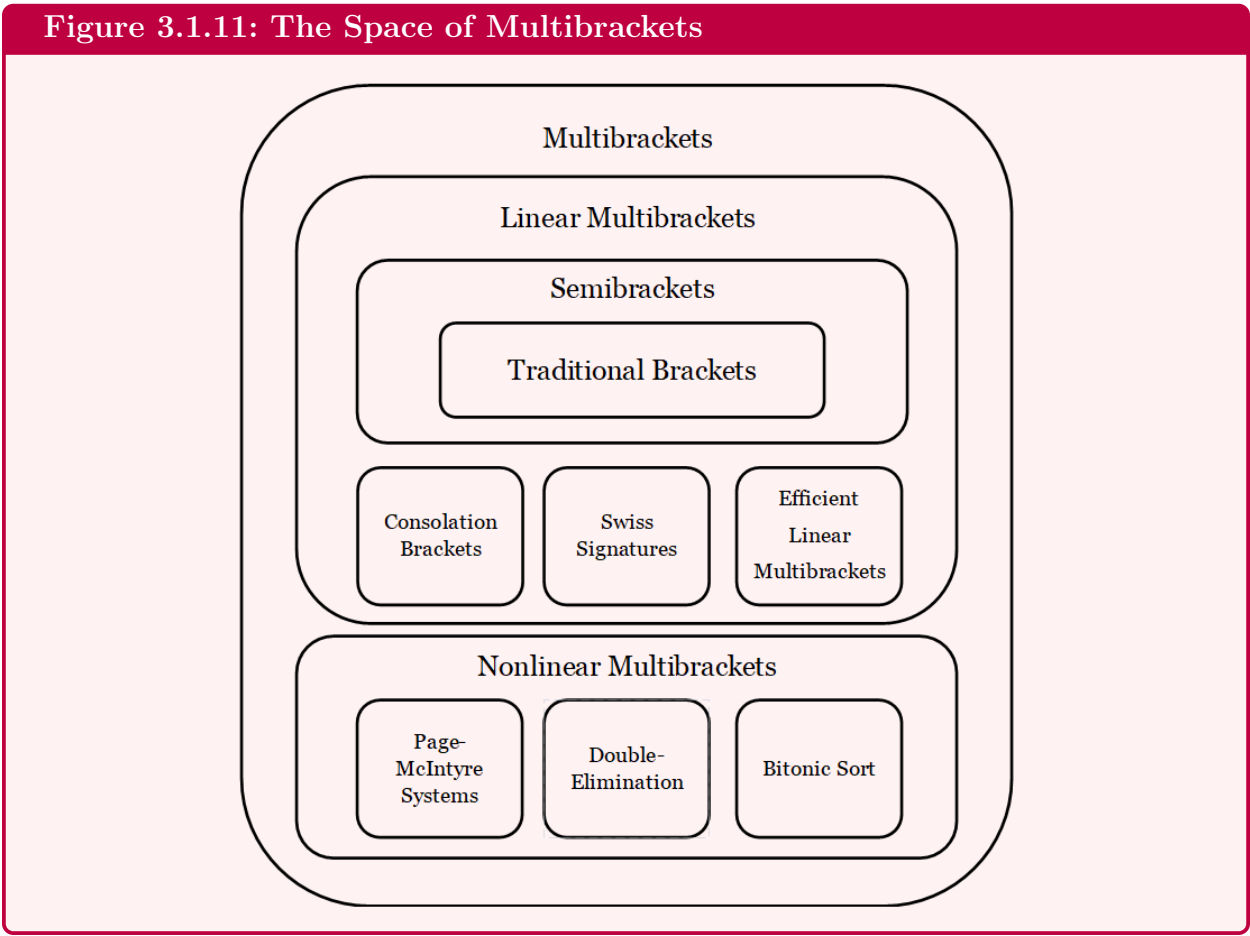 Figure 3.1.11: The Space of Multibrackets
Multibrackets
Linear Multibrackets
Semibrackets
Traditional Brackets
Consolation
Brackets
Swiss
Signatures
Efficient
Linear
Multibrackets
Nonlinear Multibrackets
Page-
McIntyre
Systems
Double-
Elimination
Bitonic Sort